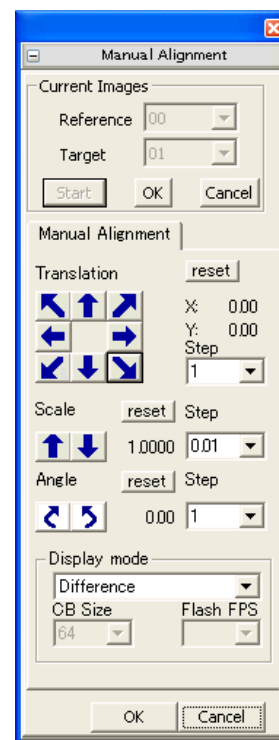 Manual Alignment
Current Images
Reference 00
Target 01
Start OK Cancel
Manual Alignment
Translation reset
X: 0.00
Y: 0.00
Step
1
Scale reset Step
1.0000 0.01
Angle reset Step
0.00 1
Display mode
Difference
CB Size Flash FPS
64
OK Cancel